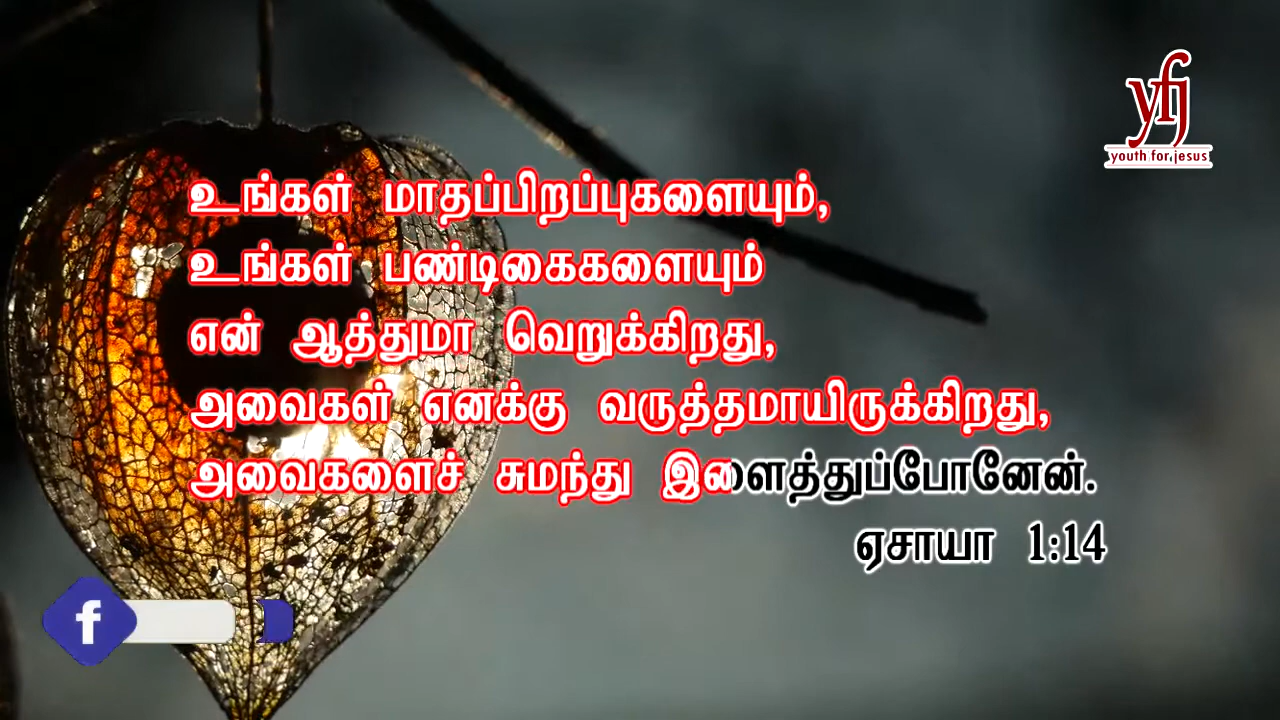 yfj
youth for jesus
உங்கள் மாதப்பிறப்புகளையும்,
உங்கள் பண்டிகைகளையும்
என் ஆத்துமா வெறுக்கிறது,
அவைகள் எனக்கு வருத்தமாயிருக்கிறது,
அவைகளைச் சுமந்து இளைத்துப்போனேன்.
ஏசாயா 1:14
f